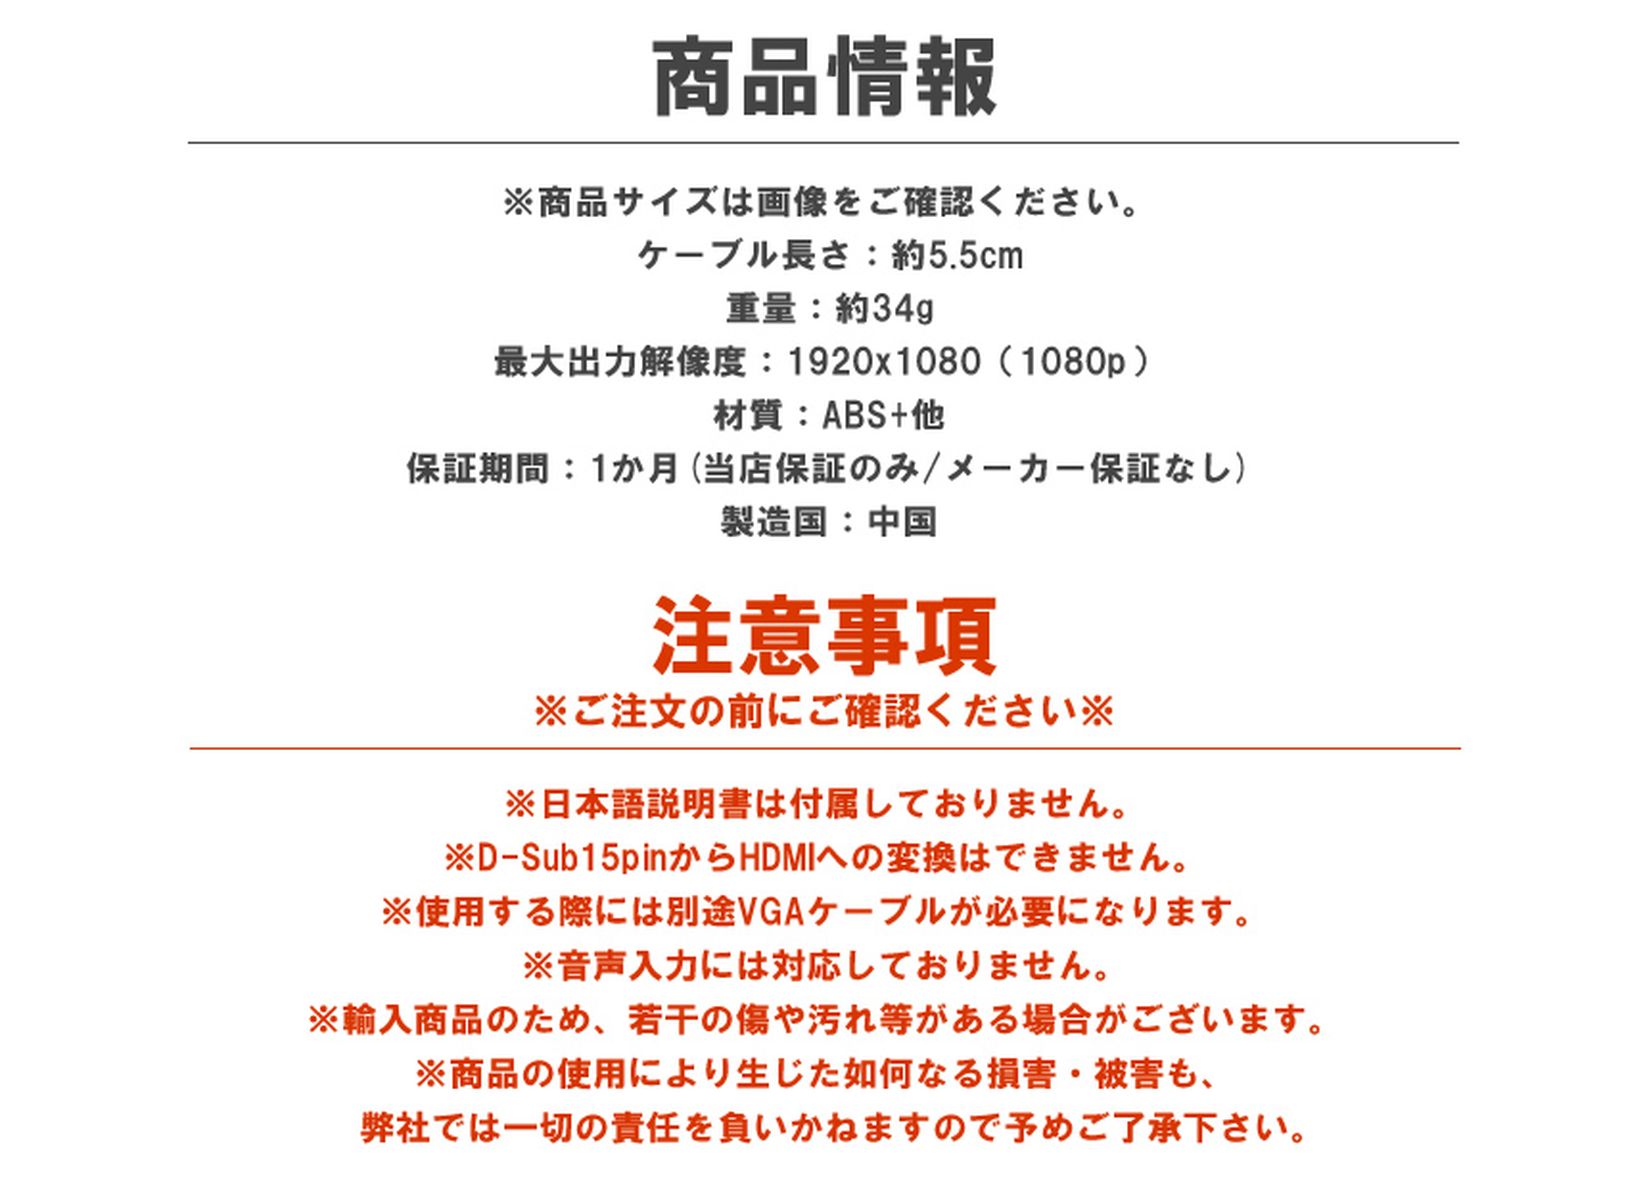 商品情報
※商品サイズは画像をご確認ください。
ケーブル長さ：約5.5cm
重量：約34g
最大出力解像度：1920x1080（1080p）
材質：ABS+他
保証期間：1か月(当店保証のみ/メーカー保証なし)
製造国：中国
注意事項
※ご注文の前にご確認ください※
※日本語説明書は付属しておりません。
※D-Sub15pinからHDMIへの変換はできません。
※使用する際には別途VGAケーブルが必要になります。
※音声入力には対応しておりません。
※輸入商品のため、若干の傷や汚れ等がある場合がございます。
※商品の使用により生じた如何なる損害・被害も、
弊社では一切の責任を負いかねますので予めご了承下さい。